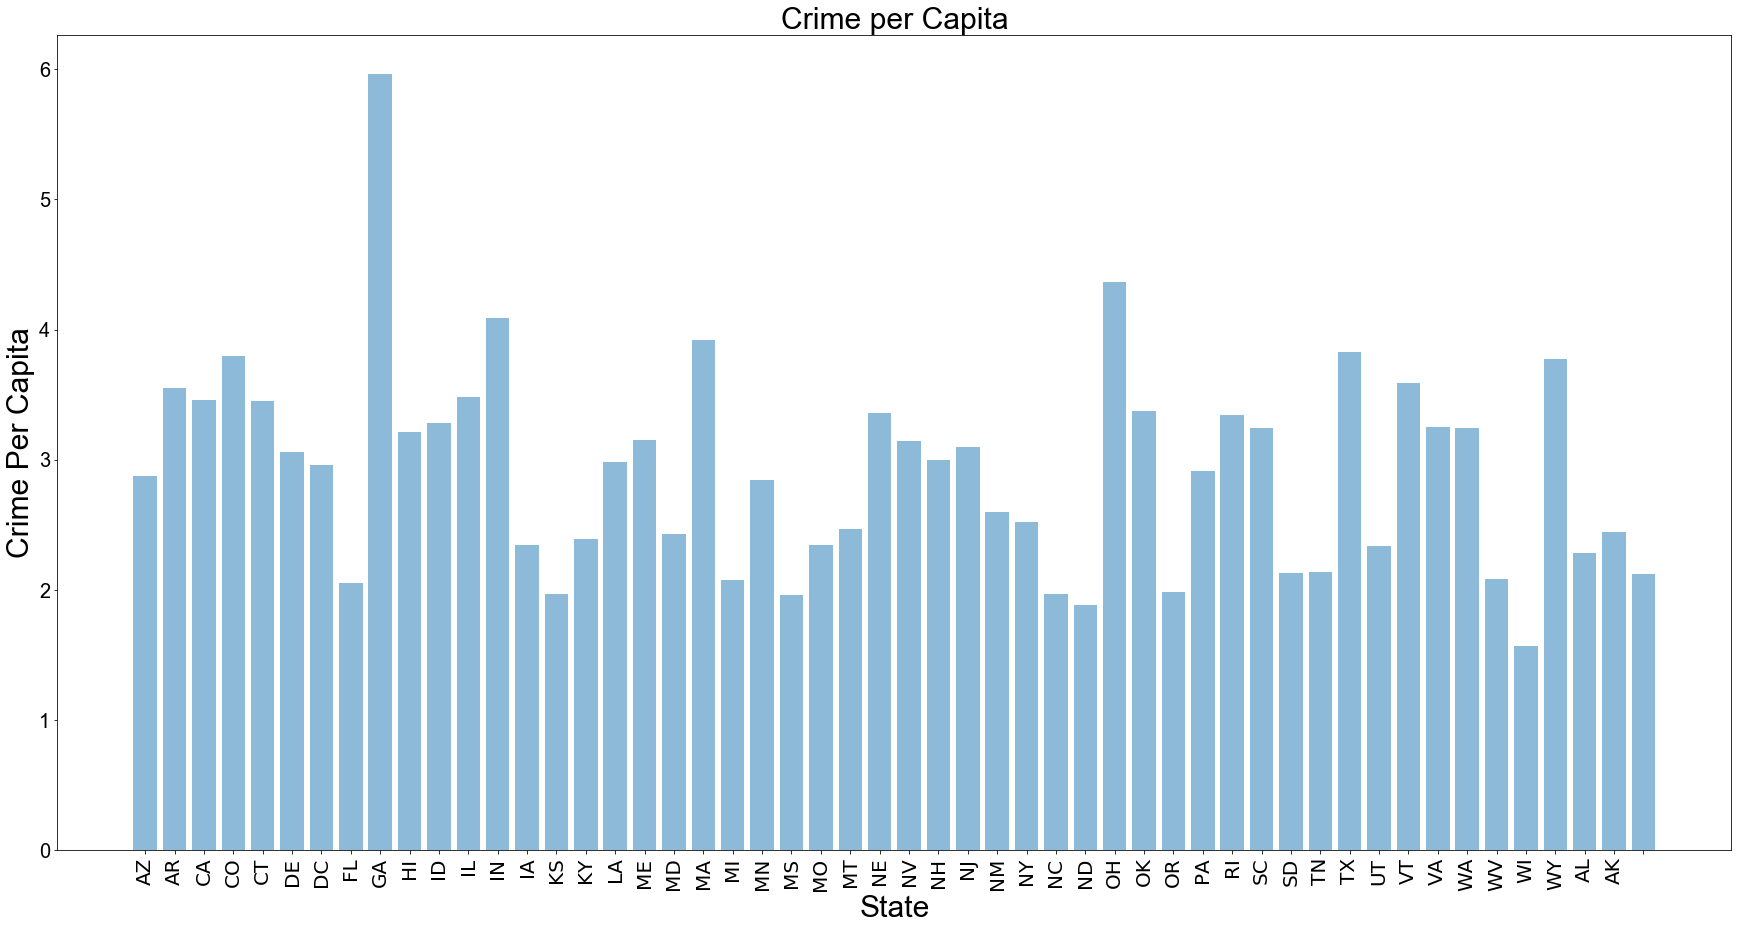 Crime per Capita
6
5
4
3
2
1
0
Crime Per Capita
AZ
AR
CA
CO
CT
DE
DC
FL
GA
HI
ID
IL
IN
IA
KS
KY
LA
ME
MD
MA
MI
MN
MS
MO
MT
NE
NV
NH
NJ
NM
NY
NC
ND
OH
OK
OR
PA
RI
SC
SD
TN
TX
UT
VT
VA
WA
WV
WI
WY
AL
AK
State